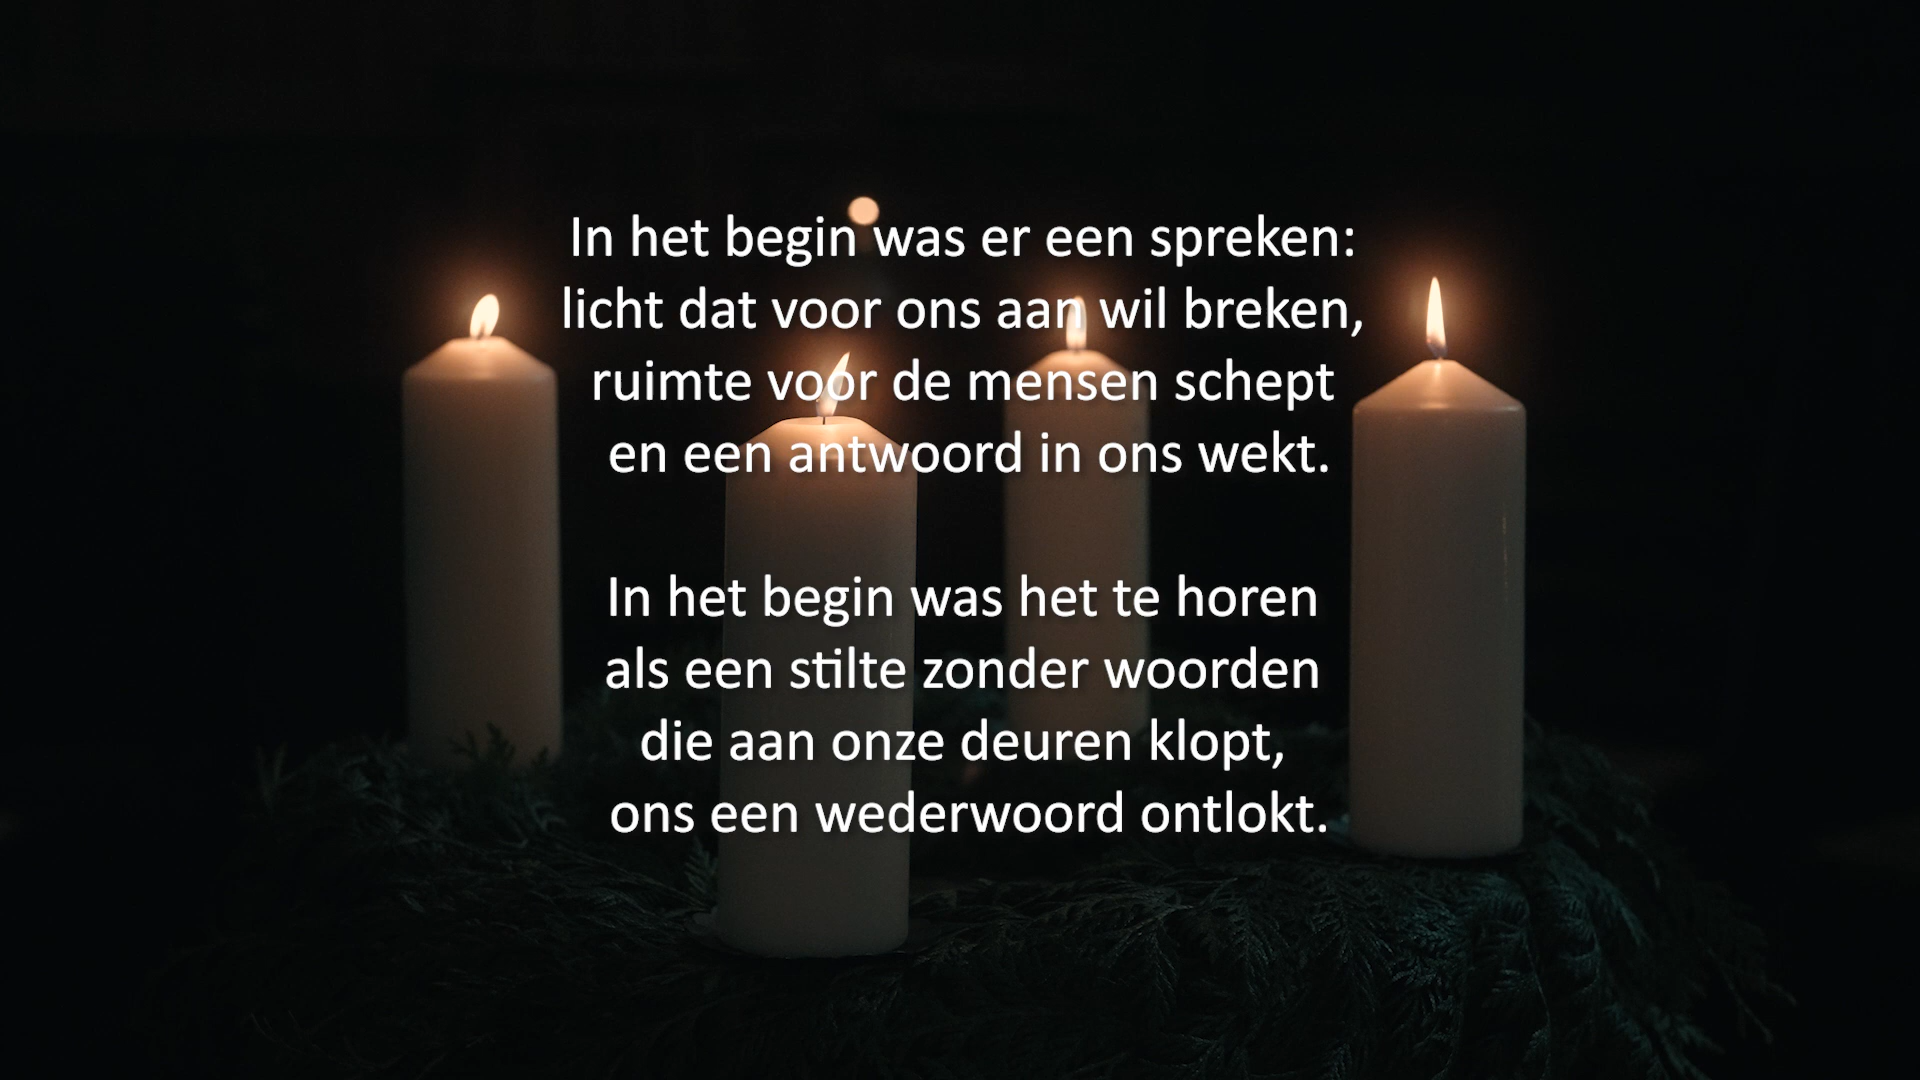 In het begin was er een spreken:
licht dat voor ons aan wil breken,
ruimte voor de mensen schept
en een antwoord in ons wekt.

In het begin was het te horen
als een stilte zonder woorden
die aan onze deuren klopt,
ons een wederwoord ontlokt.